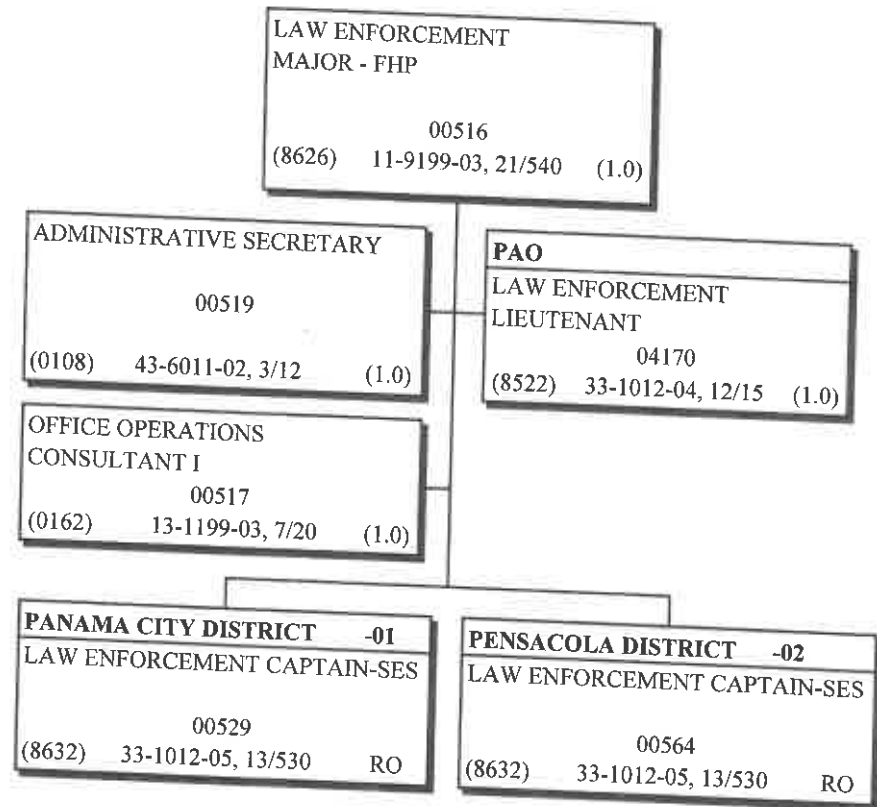 LAW ENFORCEMENT
MAJOR - FHP
00516
(8626) 11-9199-03, 21/540 (1.0)
ADMINISTRATIVE SECRETARY
00519
(0108) 43-6011-02, 3/12 (1.0)
PAO
LAW ENFORCEMENT
LIEUTENANT
04170
(8522) 33-1012-04, 12/15 (1.0)
OFFICE OPERATIONS
CONSULTANT I
00517
(0162) 13-1199-03, 7/20 (1.0)
PANAMA CITY DISTRICT -01
LAW ENFORCEMENT CAPTAIN-SES
00529
(8632) 33-1012-05, 13/530 RO
PENSACOLA DISTRICT -02
LAW ENFORCEMENT CAPTAIN-SES
00564
(8632) 33-1012-05, 13/530 RO